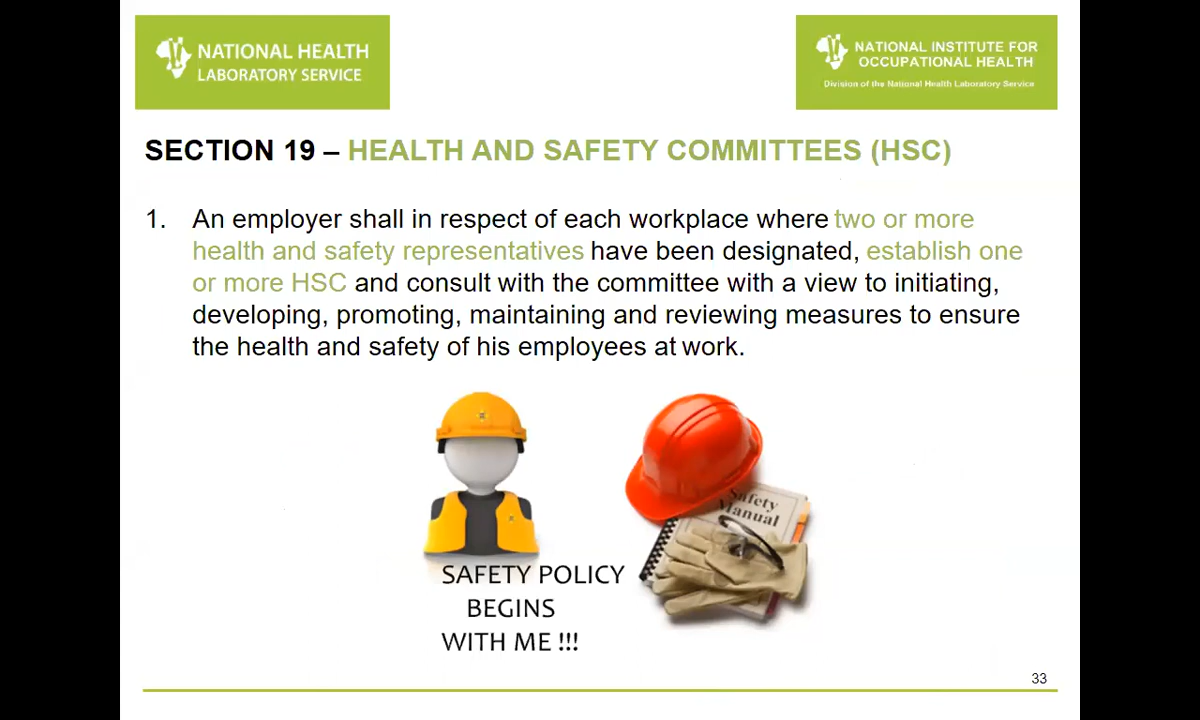 NATIONAL HEALTH
LABORATORY SERVICE
NATIONAL INSTITUTE FOR
OCCUPATIONAL HEALTH
Division of the National Health Laboratory Service
SECTION 19 – HEALTH AND SAFETY COMMITTEES (HSC)
1. An employer shall in respect of each workplace where two or more
health and safety representatives have been designated, establish one
or more HSC and consult with the committee with a view to initiating,
developing, promoting, maintaining and reviewing measures to ensure
the health and safety of his employees at work.
Safety
Manual
SAFETY POLICY
BEGINS
WITH ME !!!
33